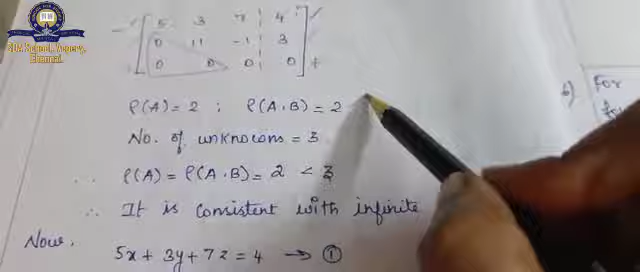 5 3 7 4
0 11 -1 3
0 0 0 0
ρ(A) = 2 ; ρ(A,B) = 2
No. of unknowns = 3
∴ ρ(A) = ρ(A,B) = 2 < 3
∴ It is consistent with infinite
Now,
5x + 3y + 7z = 4 → ①
6) For